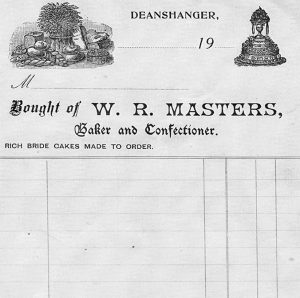 DEANSHANGER,
19
M
Bought of W. R. MASTERS,
Baker and Confectioner.
RICH BRIDE CAKES MADE TO ORDER.